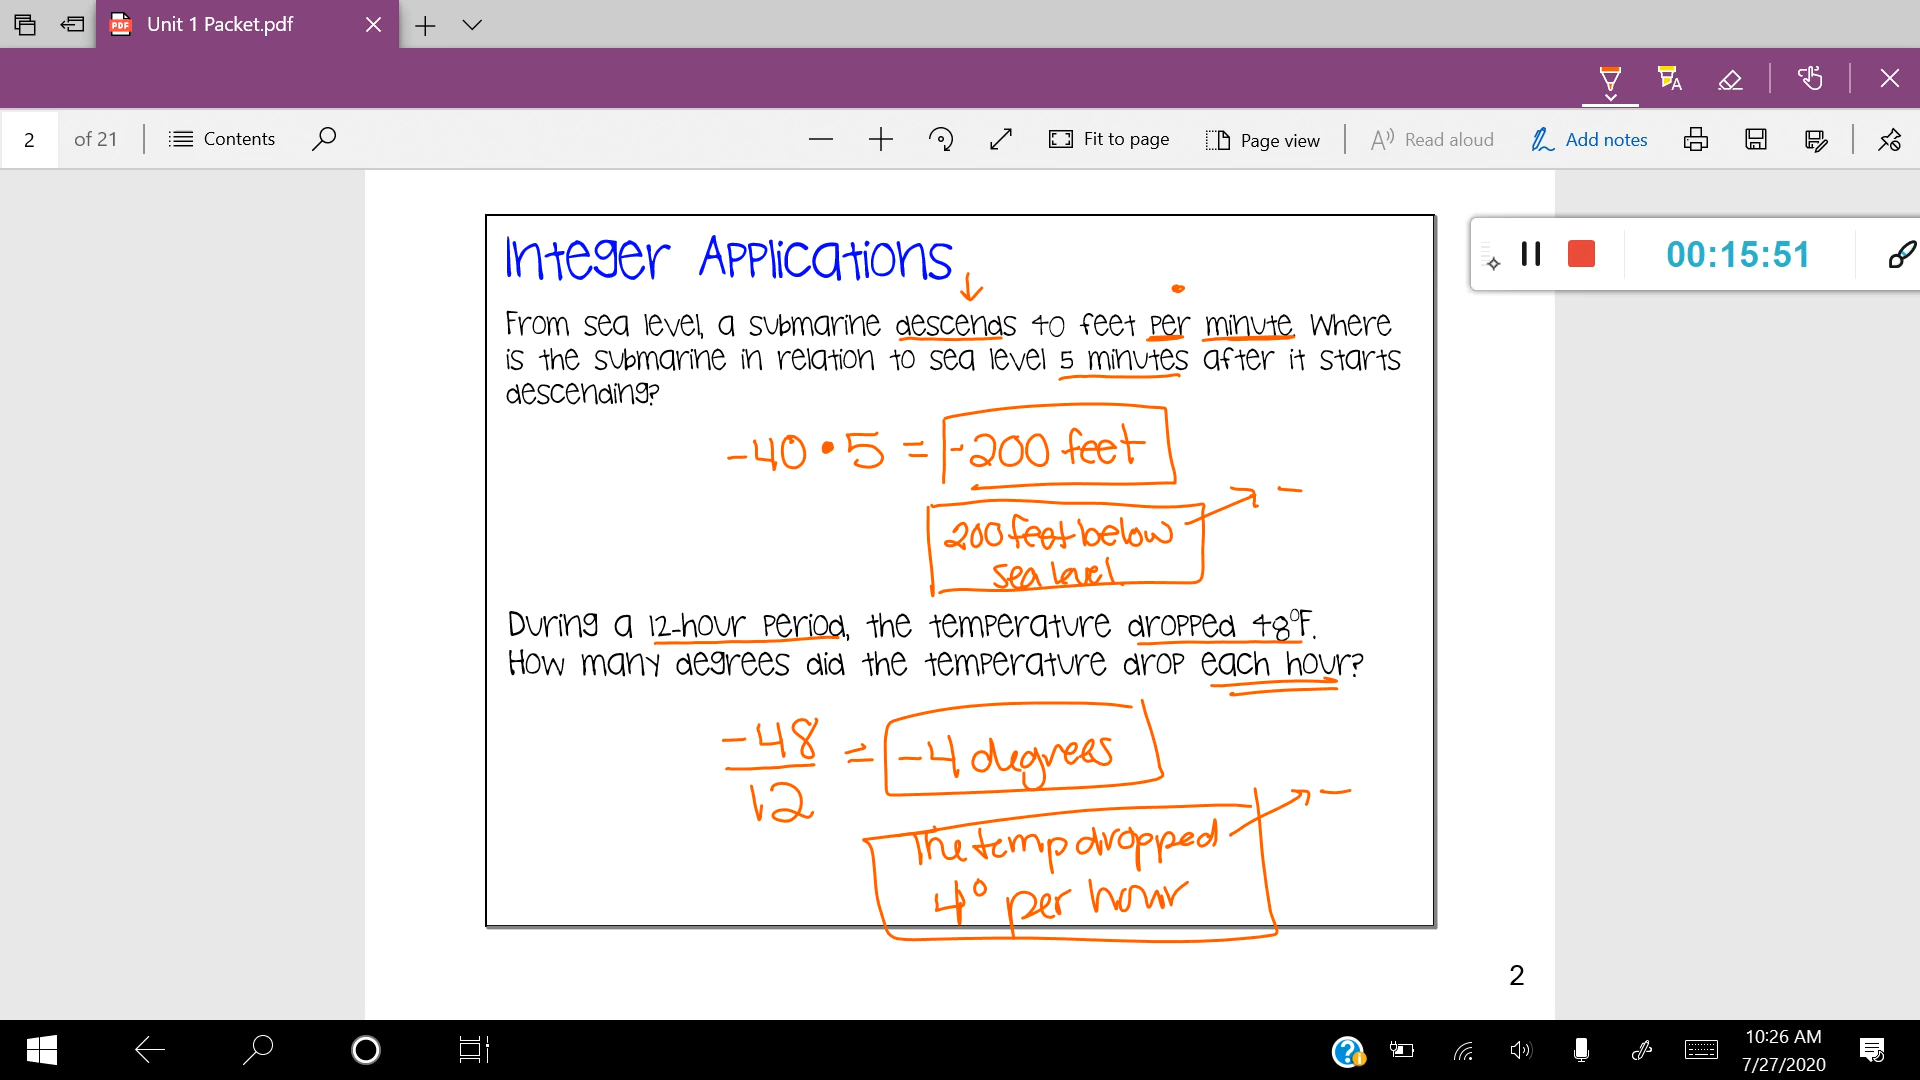 Unit 1 Packet.pdf
2 of 21 Contents Fit to page Page view Read aloud Add notes
00:15:51
Integer Applications
From sea level, a submarine descends 40 feet per minute. Where
is the submarine in relation to sea level 5 minutes after it starts
descending?
-40 • 5 = -200 feet
200 feet below
sea level
During a 12-hour period, the temperature dropped 48°F.
How many degrees did the temperature drop each hour?
-48
12
= -4 degrees
The temp dropped
4° per hour
2
10:26 AM
7/27/2020